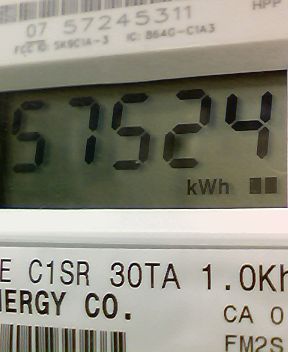 HPP
07 57245311
FCC ID: SK9C1A-3 IC: 864G-C1A3
57524
kWh
E C1SR 30TA 1.0Kh
NERGY CO.
CA 0
FM2S